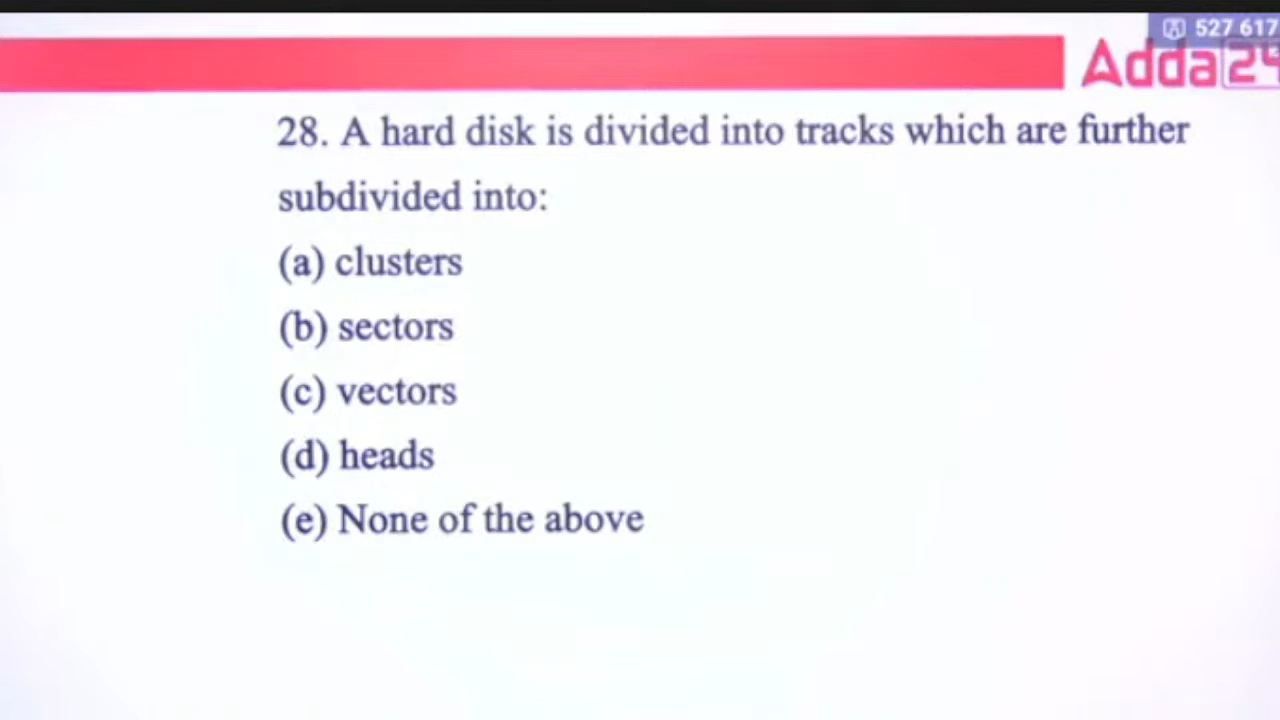 527 617
Adda24
28. A hard disk is divided into tracks which are further
subdivided into:
(a) clusters
(b) sectors
(c) vectors
(d) heads
(e) None of the above